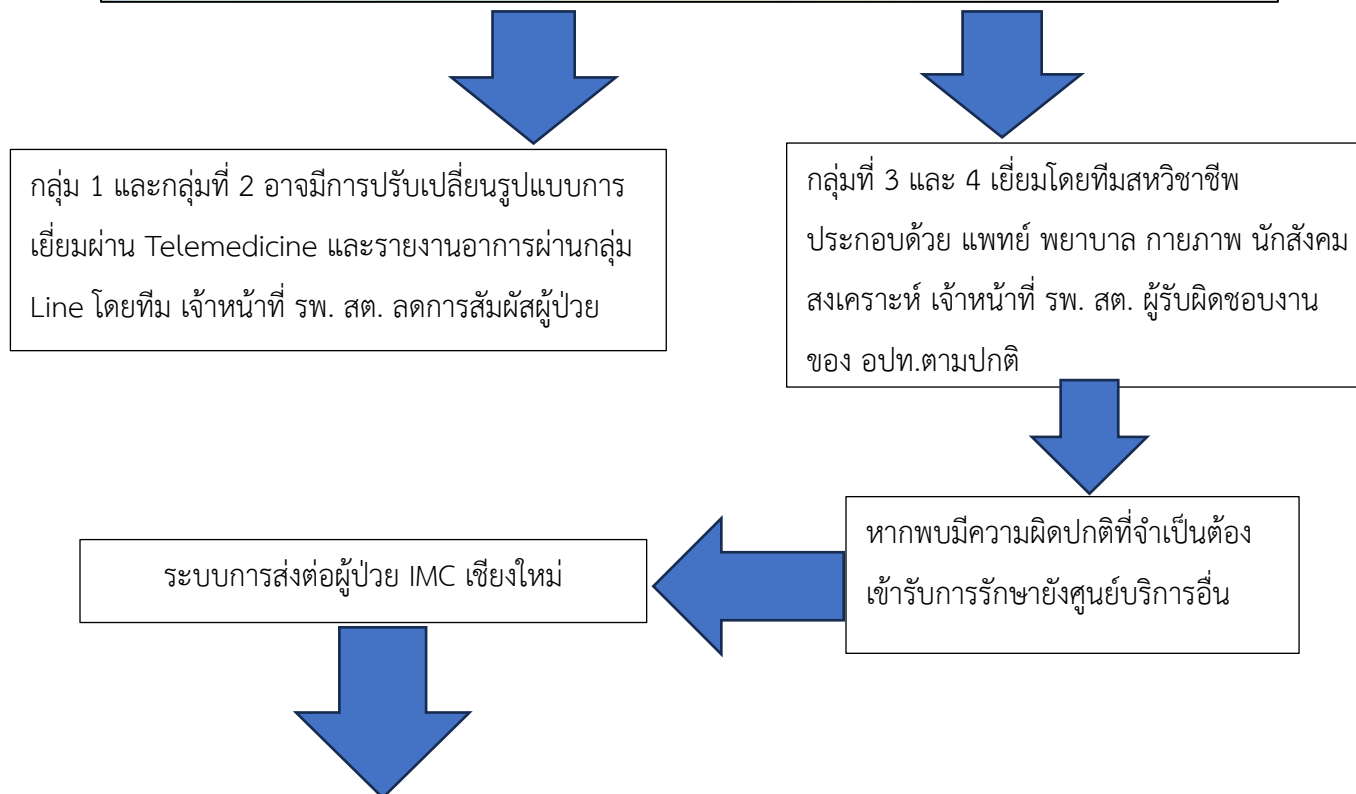 กลุ่ม 1 และกลุ่มที่ 2 อาจมีการปรับเปลี่ยนรูปแบบการ
เยี่ยมผ่าน Telemedicine และรายงานอาการผ่านกลุ่ม
Line โดยทีม เจ้าหน้าที่ รพ. สต. ลดการสัมผัสผู้ป่วย
กลุ่มที่ 3 และ 4 เยี่ยมโดยทีมสหวิชาชีพ
ประกอบด้วย แพทย์ พยาบาล กายภาพ นักสังคม
สงเคราะห์ เจ้าหน้าที่ รพ. สต. ผู้รับผิดชอบงาน
ของ อปท.ตามปกติ
หากพบมีความผิดปกติที่จำเป็นต้อง
เข้ารับการรักษายังศูนย์บริการอื่น
ระบบการส่งต่อผู้ป่วย IMC เชียงใหม่